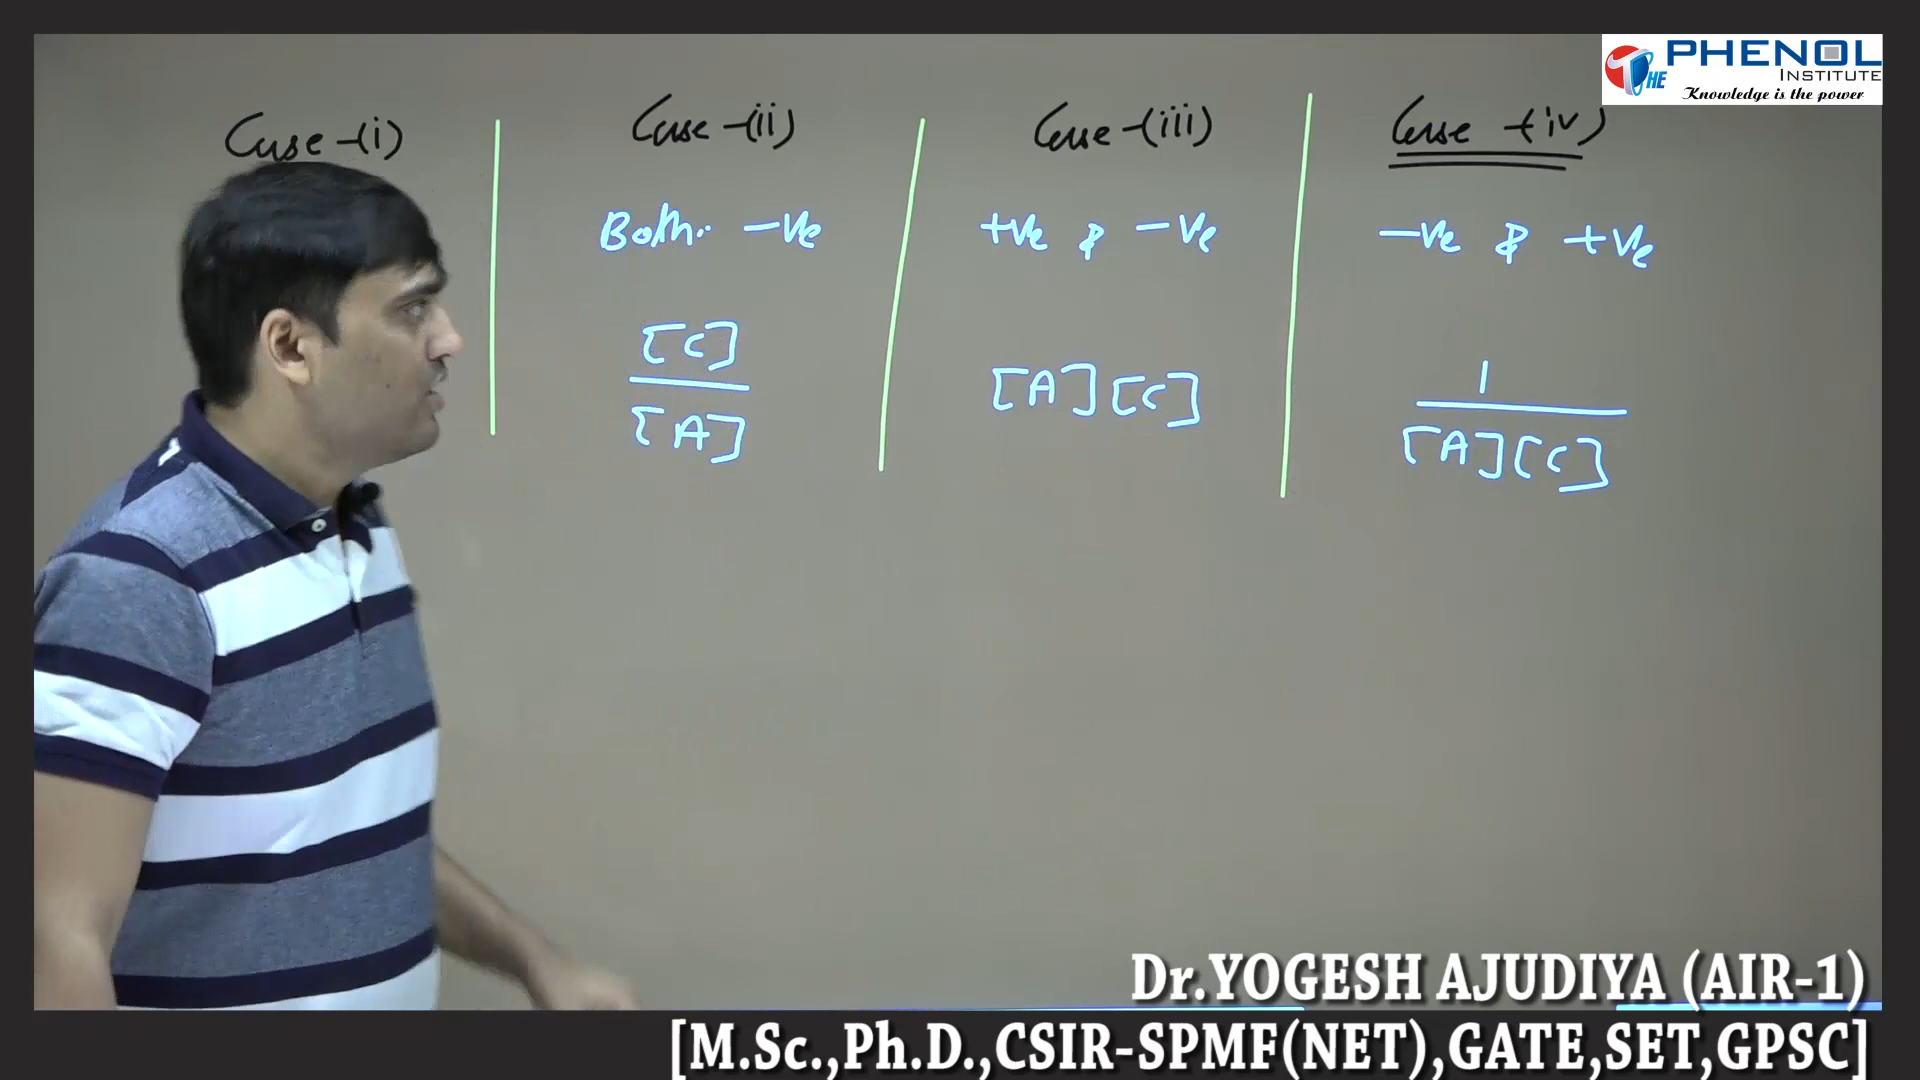 THE PHENOL
INSTITUTE
Knowledge is the power
Case-(i)
Case-(ii)
Case-(iii)
Case-(iv)
Both -ve
+ve & -ve
-ve & +ve
[C]
[A]
[A][C]
1
[A][C]
Dr.YOGESH AJUDIYA (AIR-1)
[M.Sc.,Ph.D.,CSIR-SPMF(NET),GATE,SET,GPSC]